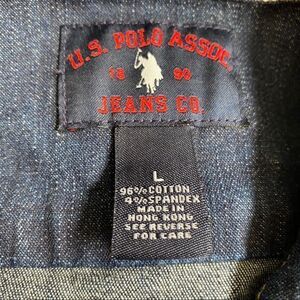 U.S. POLO ASSOC.
18 90
JEANS CO.
L
96% COTTON
4% SPANDEX
MADE IN
HONG KONG
SEE REVERSE
FOR CARE